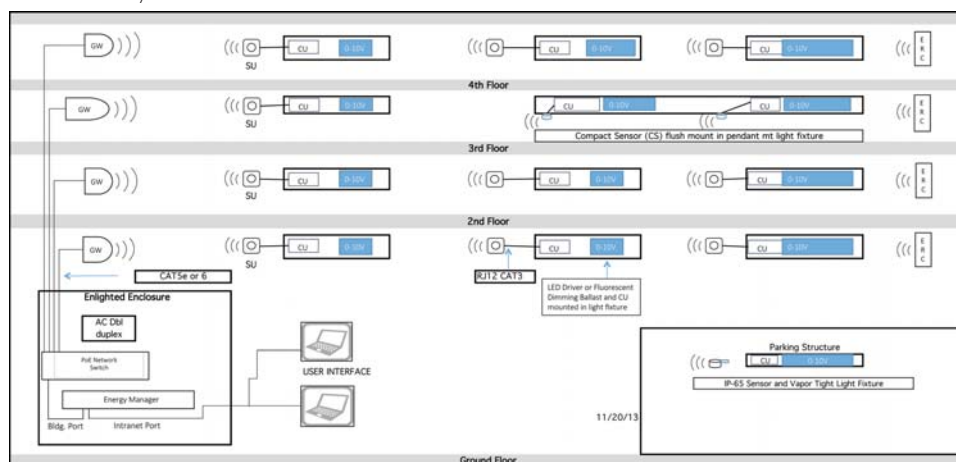 GW CU 0-10V CU 0-10V CU 0-10V E R C
SU
4th Floor
GW CU 0-10V CU 0-10V CU 0-10V E R C
SU
Compact Sensor (CS) flush mount in pendant mt light fixture
3rd Floor
GW CU 0-10V CU 0-10V CU 0-10V E R C
SU
2nd Floor
GW CU 0-10V CU 0-10V CU 0-10V E R C
SU
CAT5e or 6
RJ12 CAT3
Enlighted Enclosure
LED Driver or Fluorescent
Dimming Ballast and CU
mounted in light fixture
AC Dbl
duplex
PoE Network
Switch
USER INTERFACE
Parking Structure
CU 0-10V
IP-65 Sensor and Vapor Tight Light Fixture
Energy Manager
11/20/13
Bldg. Port Intranet Port
Ground Floor